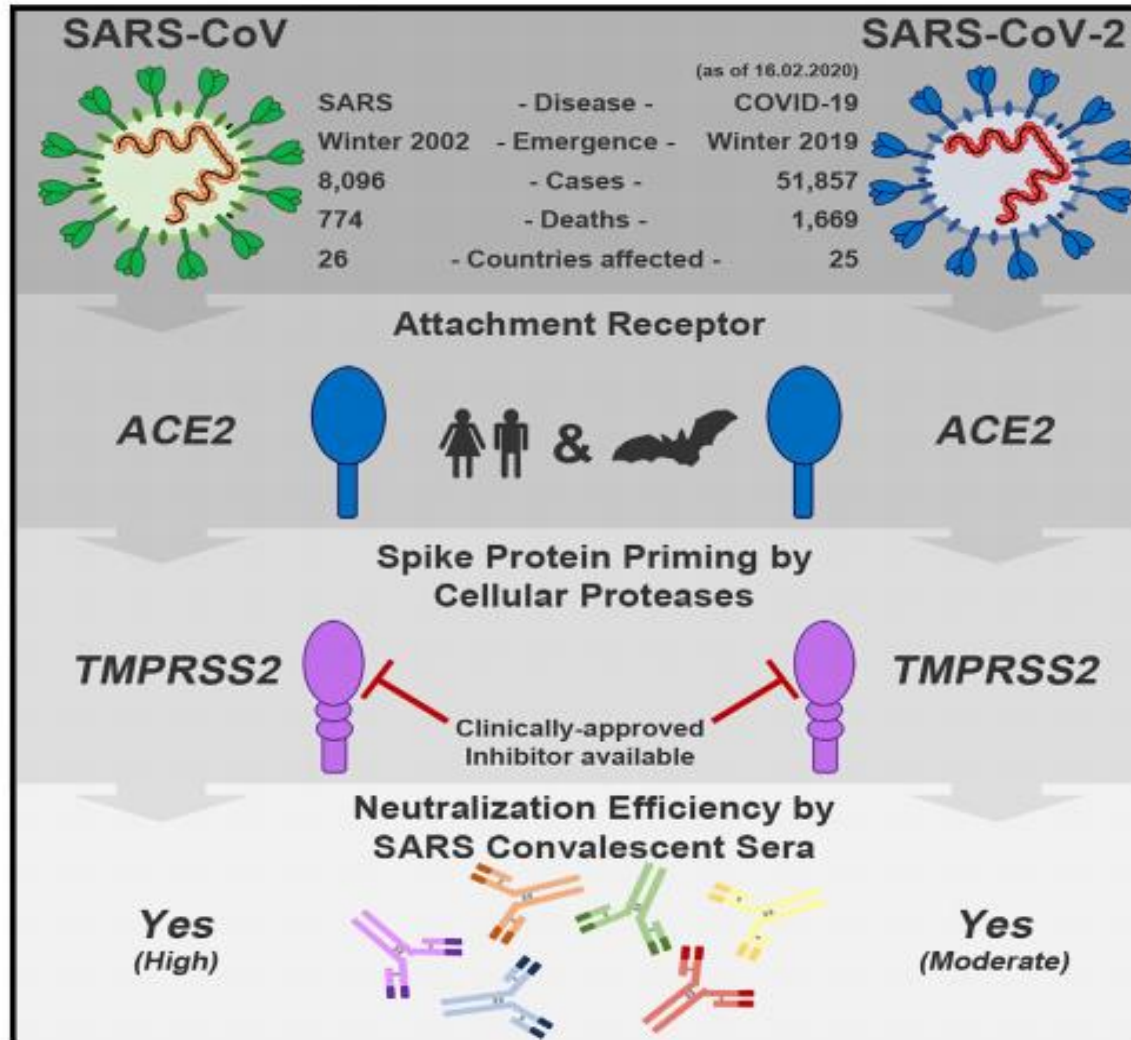 SARS-CoV SARS-CoV-2
(as of 16.02.2020)
SARS - Disease - COVID-19
Winter 2002 - Emergence - Winter 2019
8,096 - Cases - 51,857
774 - Deaths - 1,669
26 - Countries affected - 25
Attachment Receptor
ACE2 & ACE2
Spike Protein Priming by
Cellular Proteases
TMPRSS2 TMPRSS2
Clinically-approved
Inhibitor available
Neutralization Efficiency by
SARS Convalescent Sera
Yes Yes
(High) (Moderate)